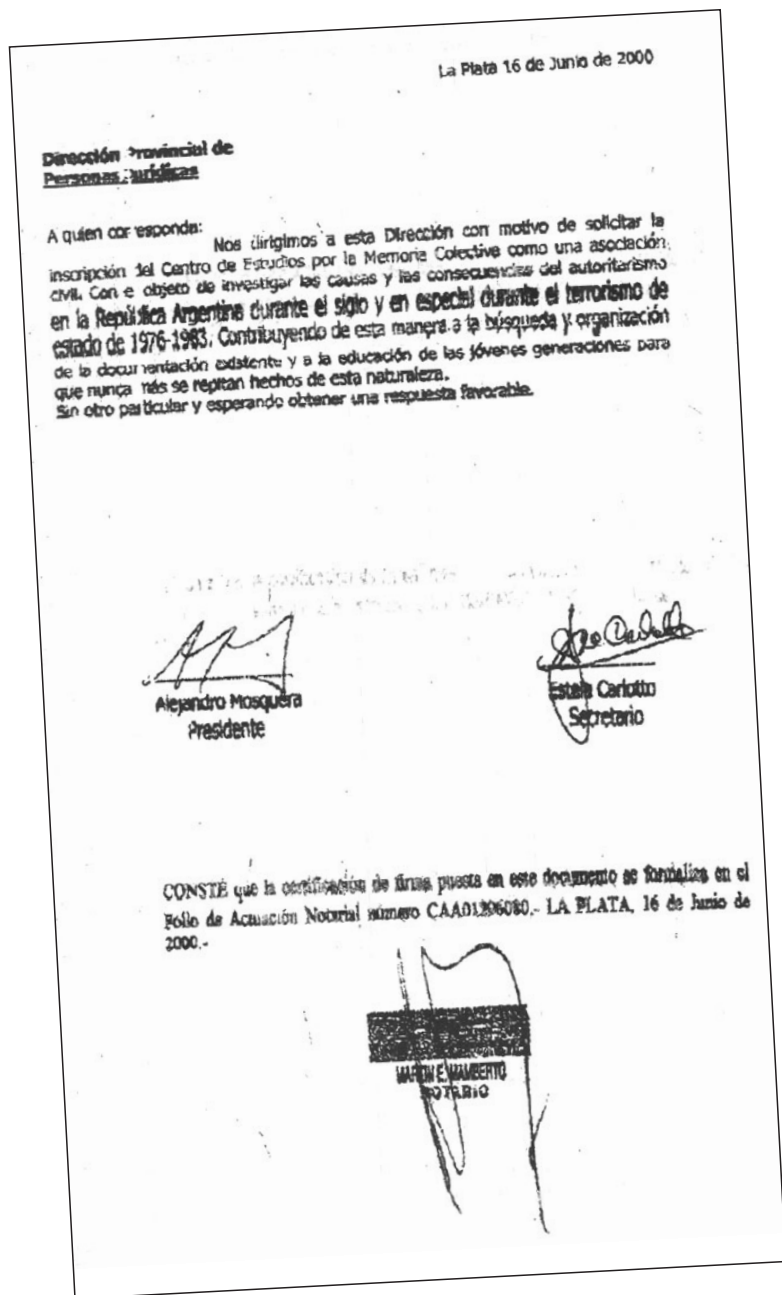 La Plata 16 de Junio de 2000
Dirección Provincial de
Personas Jurídicas
A quien corresponda:
Nos dirigimos a esta Dirección con motivo de solicitar la
inscripción del Centro de Estudios por la Memoria Colectiva como una asociación
civil. Con el objeto de investigar las causas y las consecuencias del autoritarismo
en la República Argentina durante el siglo y en especial durante el terrorismo de
estado de 1976-1983. Contribuyendo de esta manera a la búsqueda y organización
de la documentación existente y a la educación de las jóvenes generaciones para
que nunca más se repitan hechos de esta naturaleza.
Sin otro particular y esperando obtener una respuesta favorable.
Alejandro Mosquera
Presidente
Estela Carlotto
Secretario
CONSTE que la certificación de firmas puesta en este documento se formaliza en el
Folio de Actuación Notarial número CAA01296080.- LA PLATA, 16 de Junio de
2000.-
E. MAMBERTO
NOTARIO